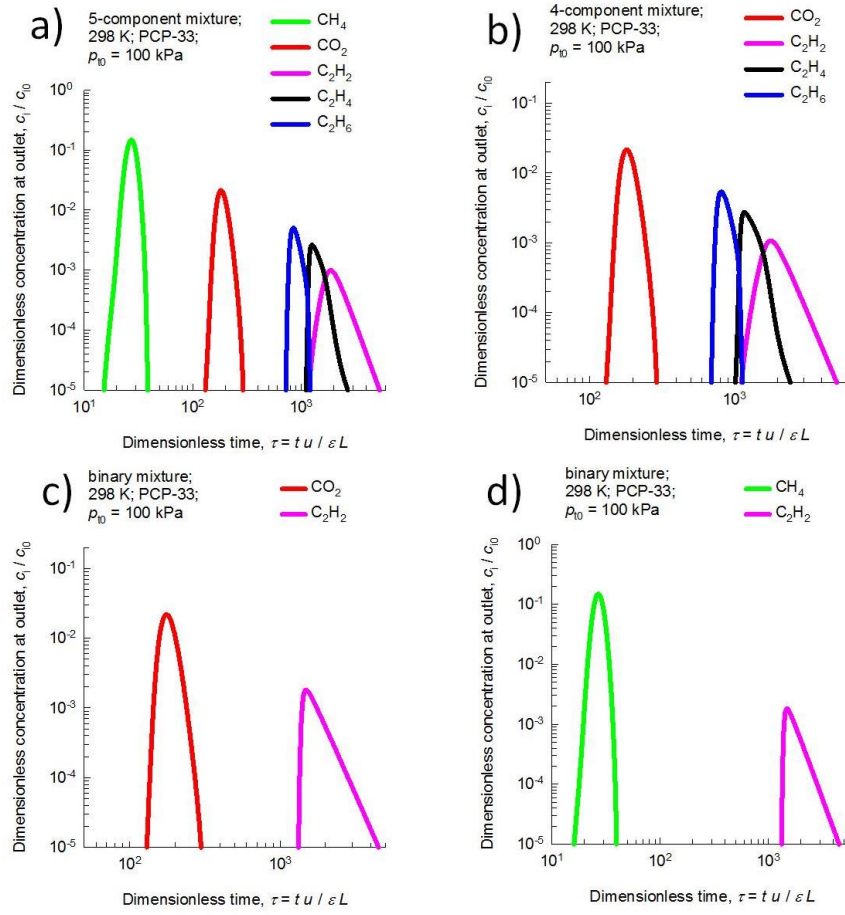 a)
5-component mixture;
298 K; PCP-33;
pt0 = 100 kPa
CH4
CO2
C2H2
C2H4
C2H6
Dimensionless concentration at outlet, ci / ci0
10^0
10^-1
10^-2
10^-3
10^-4
10^-5
10^1
10^2
10^3
Dimensionless time, τ = t u / ε L
b)
4-component mixture;
298 K; PCP-33;
pt0 = 100 kPa
CO2
C2H2
C2H4
C2H6
Dimensionless concentration at outlet, ci / ci0
10^-1
10^-2
10^-3
10^-4
10^-5
10^2
10^3
Dimensionless time, τ = t u / ε L
c)
binary mixture;
298 K; PCP-33;
pt0 = 100 kPa
CO2
C2H2
Dimensionless concentration at outlet, ci / ci0
10^-1
10^-2
10^-3
10^-4
10^-5
10^2
10^3
Dimensionless time, τ = t u / ε L
d)
binary mixture;
298 K; PCP-33;
pt0 = 100 kPa
CH4
C2H2
Dimensionless concentration at outlet, ci / ci0
10^0
10^-1
10^-2
10^-3
10^-4
10^-5
10^1
10^2
10^3
Dimensionless time, τ = t u / ε L